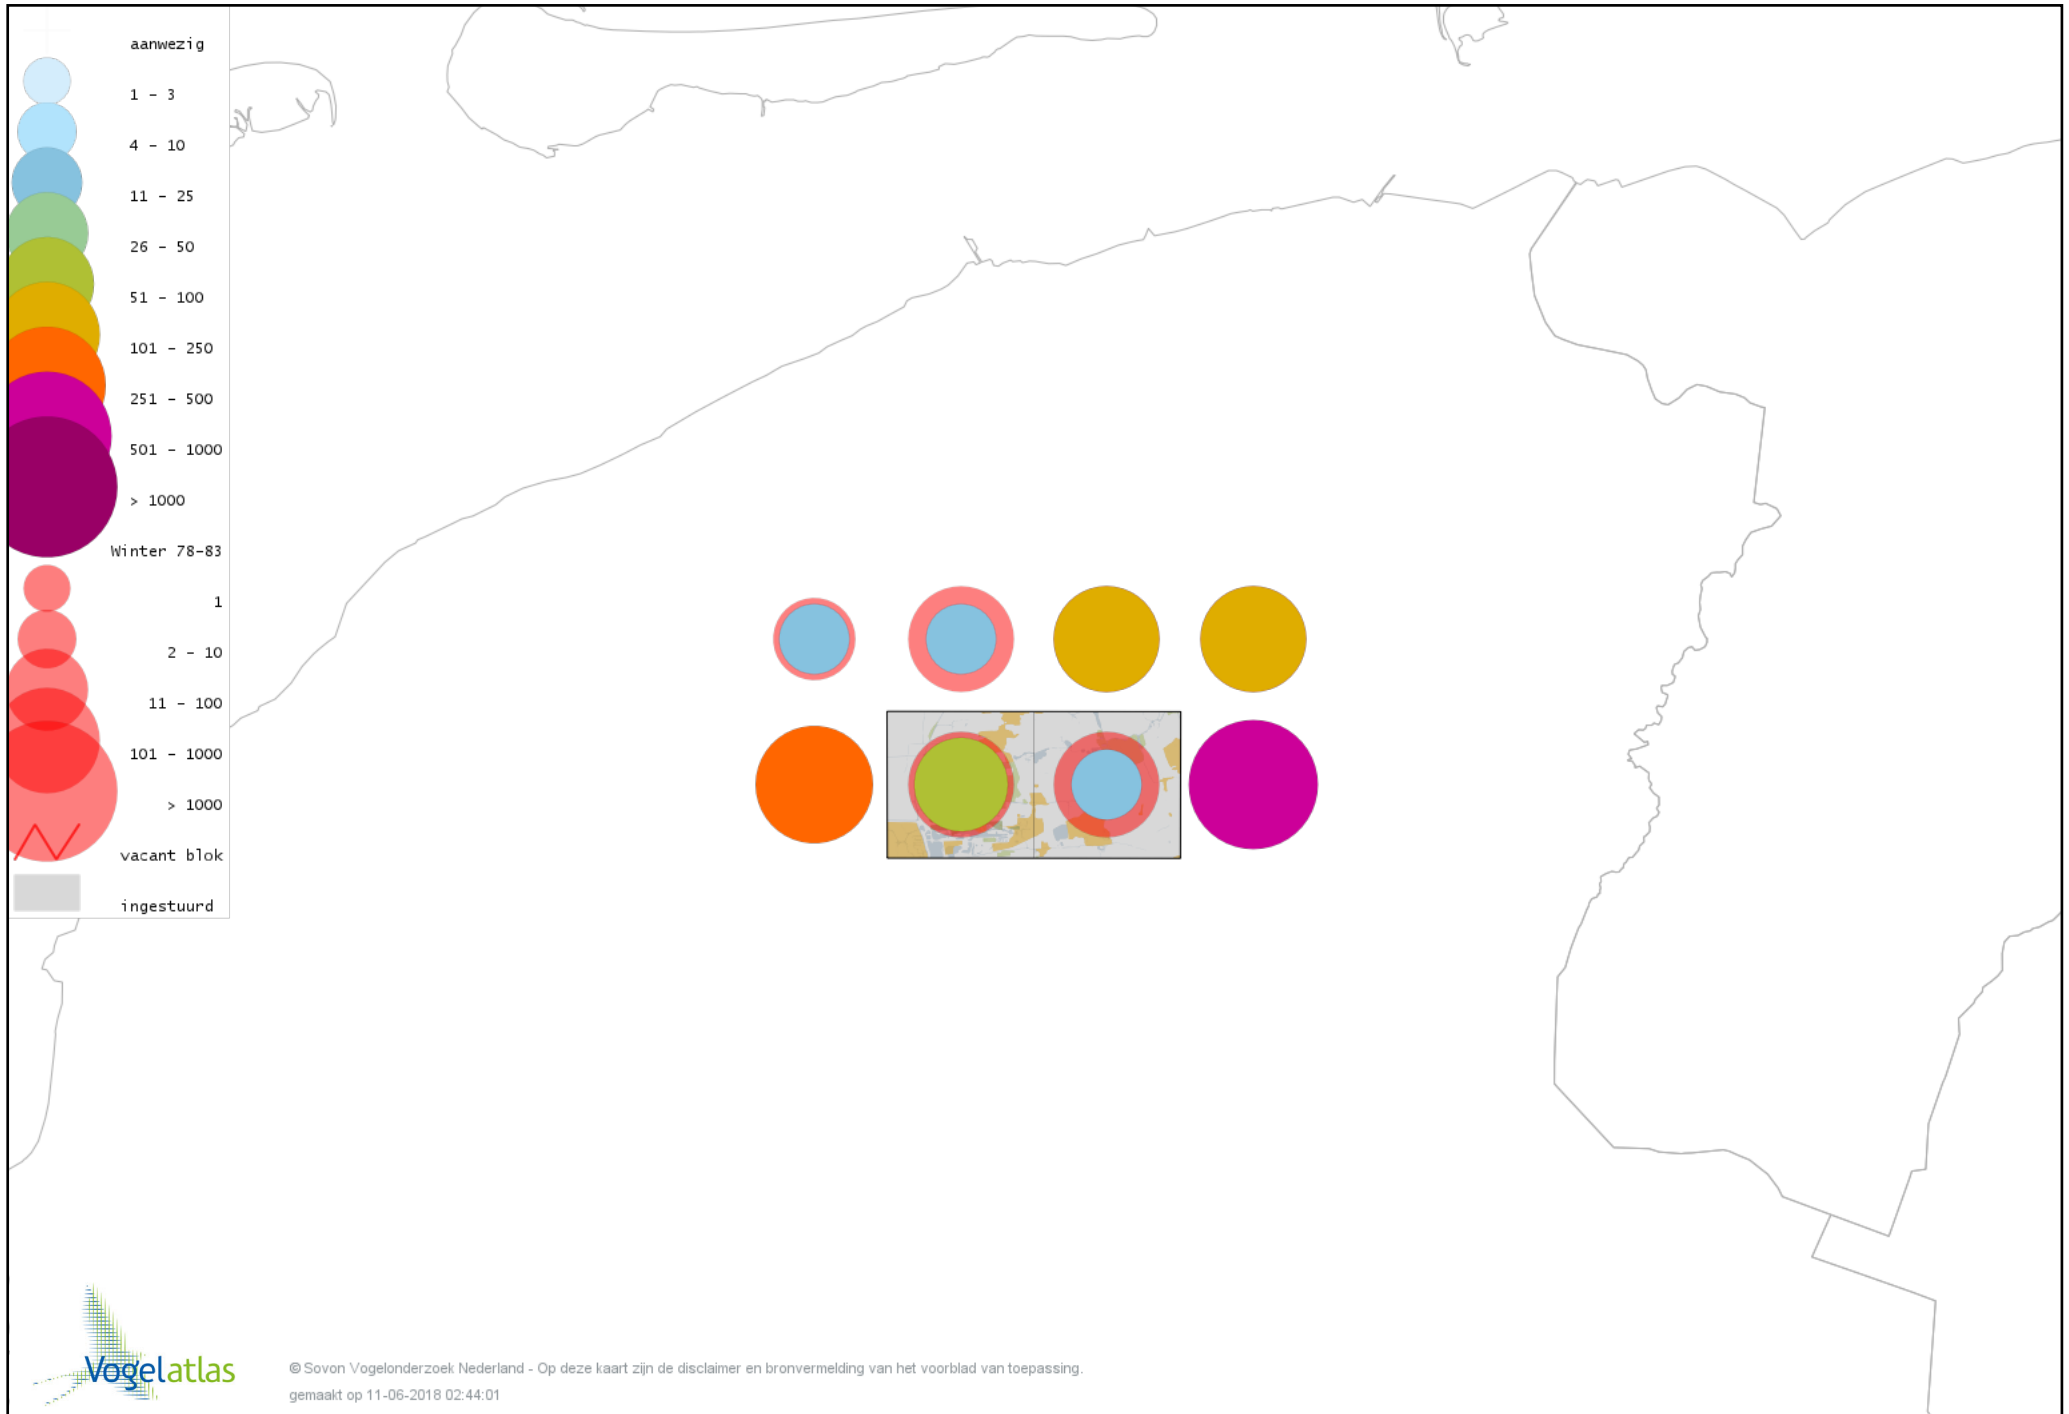 aanwezig
1 - 3
4 - 10
11 - 25
26 - 50
51 - 100
101 - 250
251 - 500
501 - 1000
> 1000
Winter 78-83
1
2 - 10
11 - 100
101 - 1000
> 1000
vacant blok
ingestuurd
Vogelatlas
© Sovon Vogelonderzoek Nederland - Op deze kaart zijn de disclaimer en bronvermelding van het voorblad van toepassing.
gemaakt op 11-06-2018 02:44:01